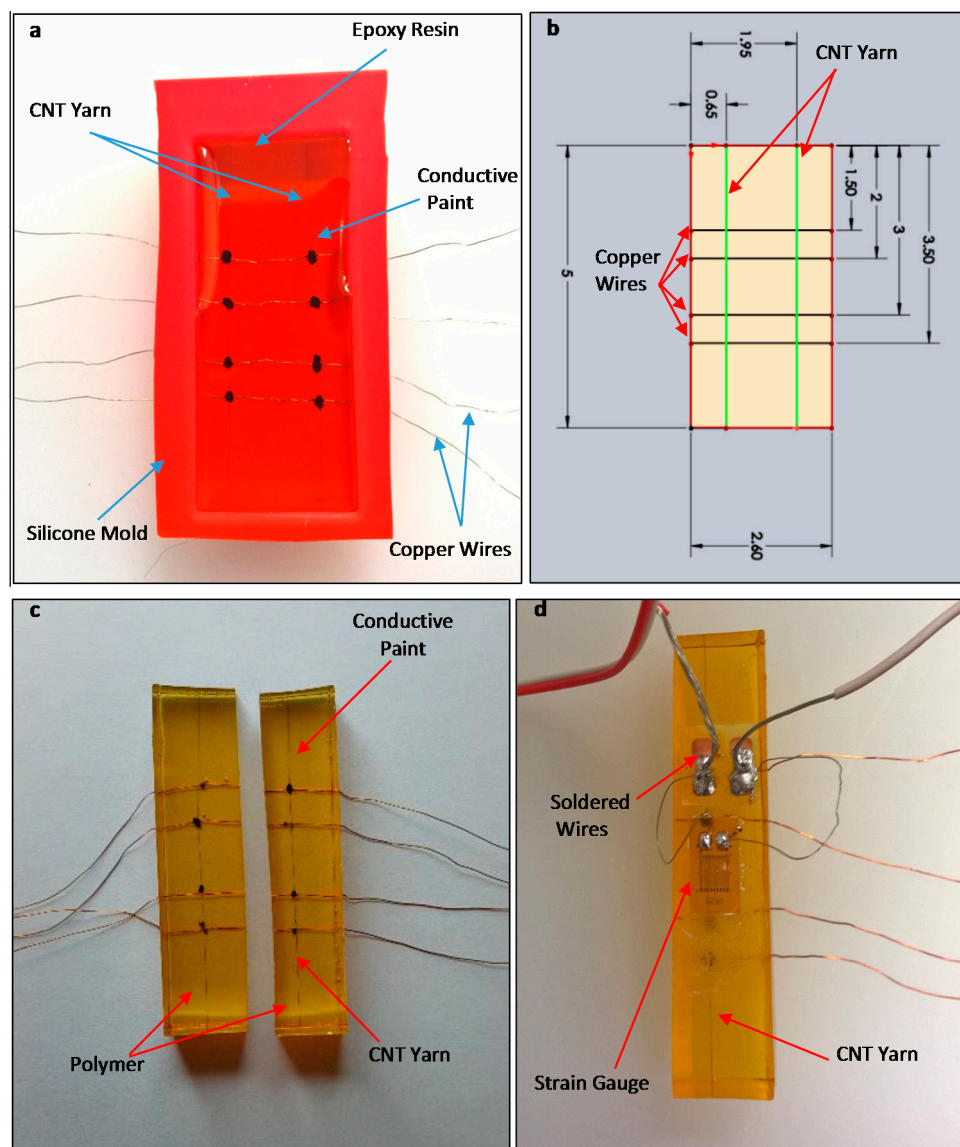 a
Epoxy Resin
CNT Yarn
Conductive
Paint
Silicone Mold
Copper Wires
b
1.95
CNT Yarn
0.65
1.50
2
3
3.50
Copper
Wires
5
2.60
c
Conductive
Paint
Polymer
CNT Yarn
d
Soldered
Wires
CNT Yarn
Strain Gauge